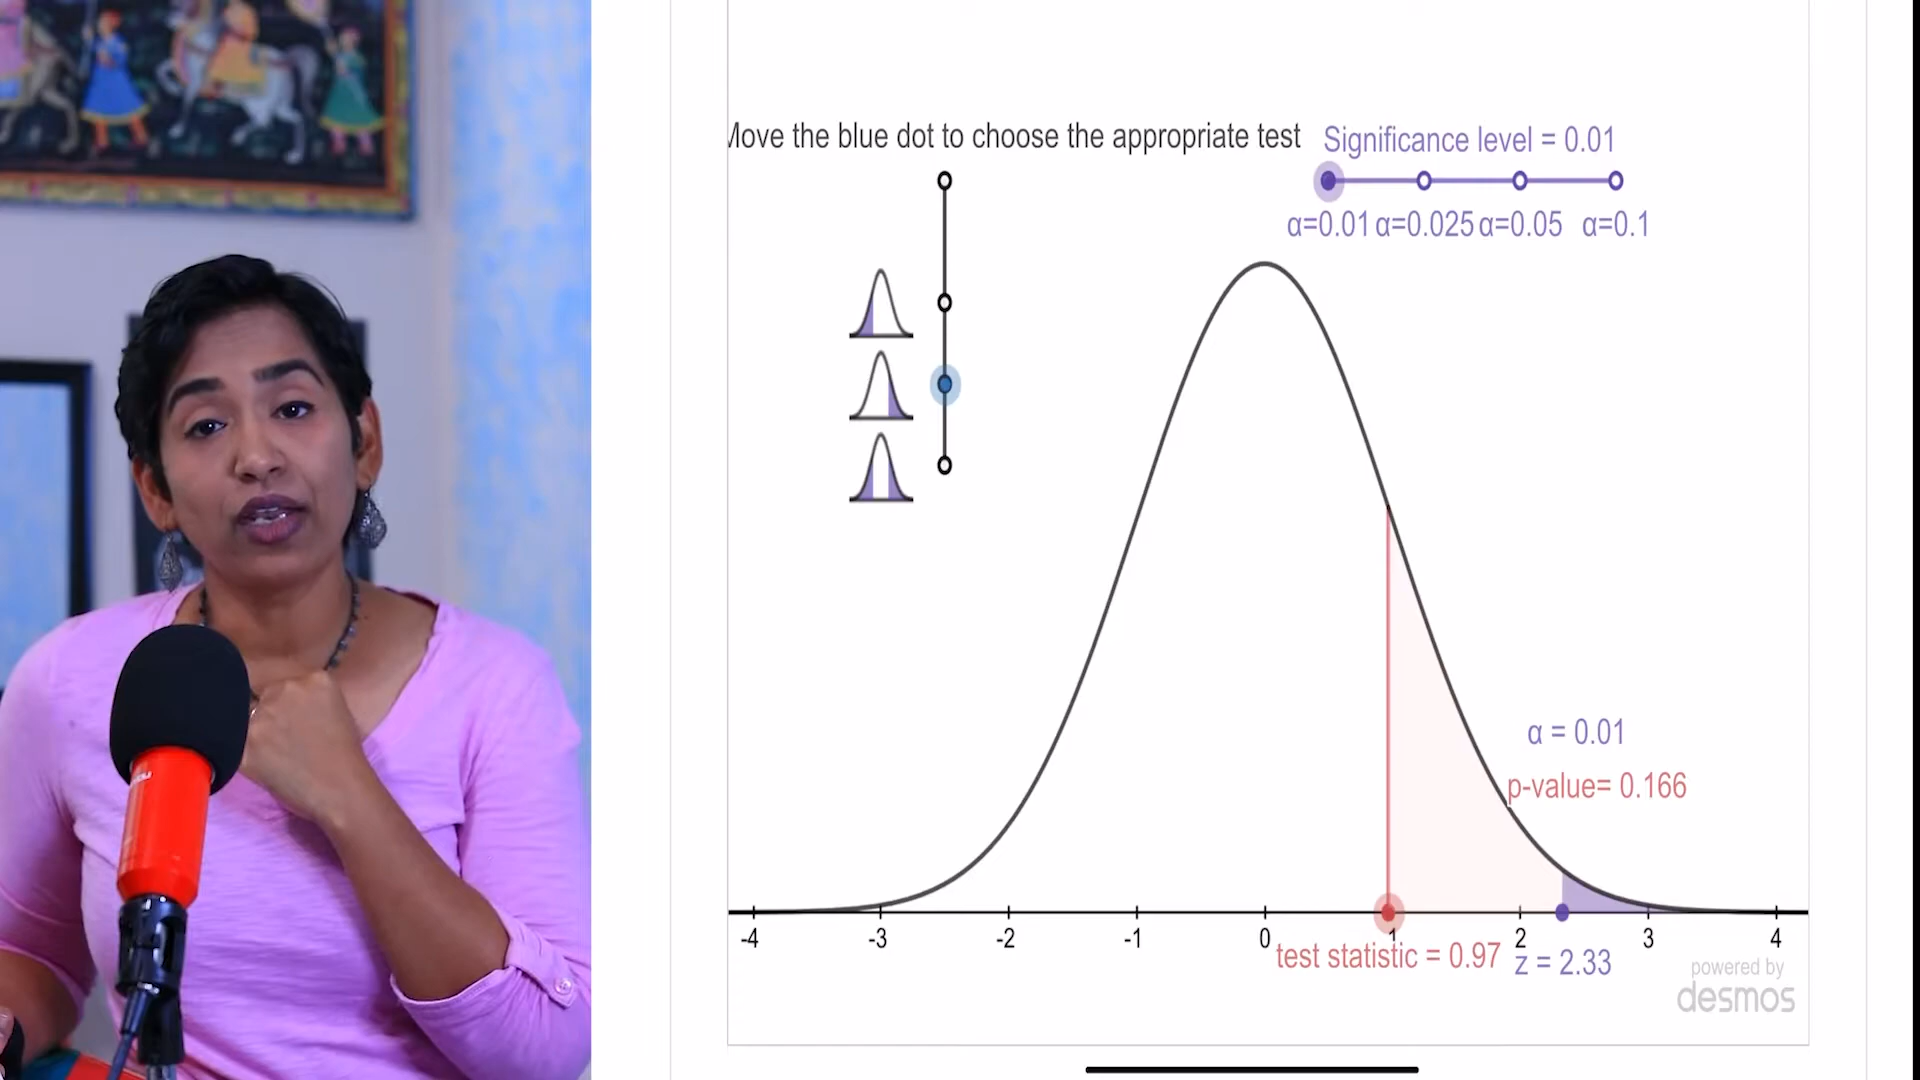 Move the blue dot to choose the appropriate test
Significance level = 0.01
α=0.01 α=0.025 α=0.05 α=0.1
α = 0.01
p-value= 0.166
-4 -3 -2 -1 0 1 2 3 4
test statistic = 0.97
z = 2.33
powered by
desmos